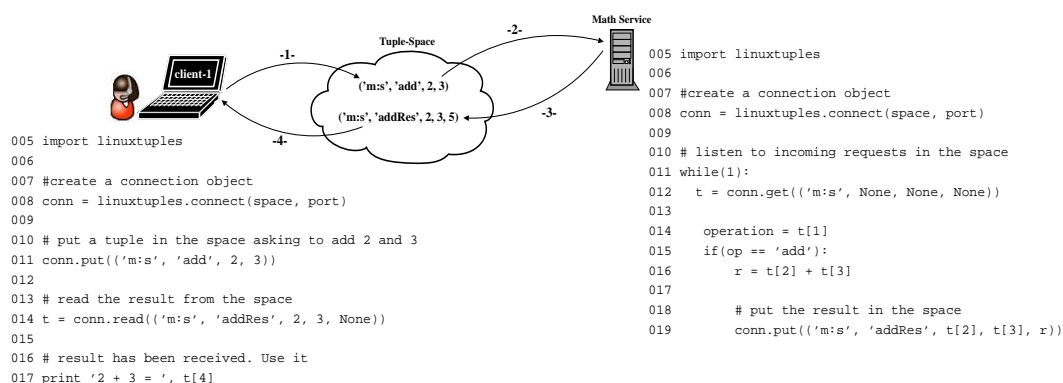 Math Service
-2-
Tuple-Space
-1-
client-1
('m:s', 'add', 2, 3)
-3-
('m:s', 'addRes', 2, 3, 5)
-4-
005 import linuxtuples
006
007 #create a connection object
008 conn = linuxtuples.connect(space, port)
009
010 # put a tuple in the space asking to add 2 and 3
011 conn.put(('m:s', 'add', 2, 3))
012
013 # read the result from the space
014 t = conn.read(('m:s', 'addRes', 2, 3, None))
015
016 # result has been received. Use it
017 print '2 + 3 = ', t[4]
005 import linuxtuples
006
007 #create a connection object
008 conn = linuxtuples.connect(space, port)
009
010 # listen to incoming requests in the space
011 while(1):
012   t = conn.get(('m:s', None, None, None))
013
014    operation = t[1]
015    if(op == 'add'):
016        r = t[2] + t[3]
017
018        # put the result in the space
019        conn.put(('m:s', 'addRes', t[2], t[3], r))